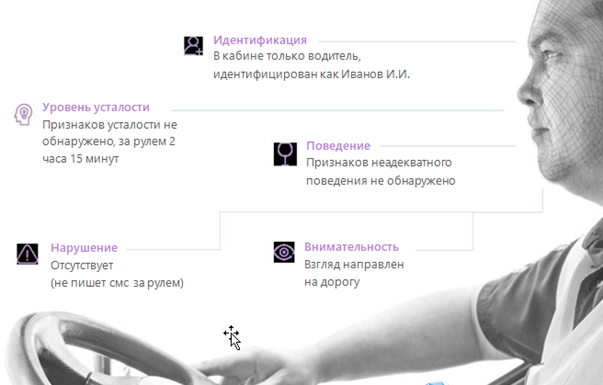 Идентификация
В кабине только водитель,
идентифицирован как Иванов И.И.
Уровень усталости
Признаков усталости не
обнаружено, за рулем 2
часа 15 минут
Поведение
Признаков неадекватного
поведения не обнаружено
Нарушение
Отсутствует
(не пишет смс за рулем)
Внимательность
Взгляд направлен
на дорогу